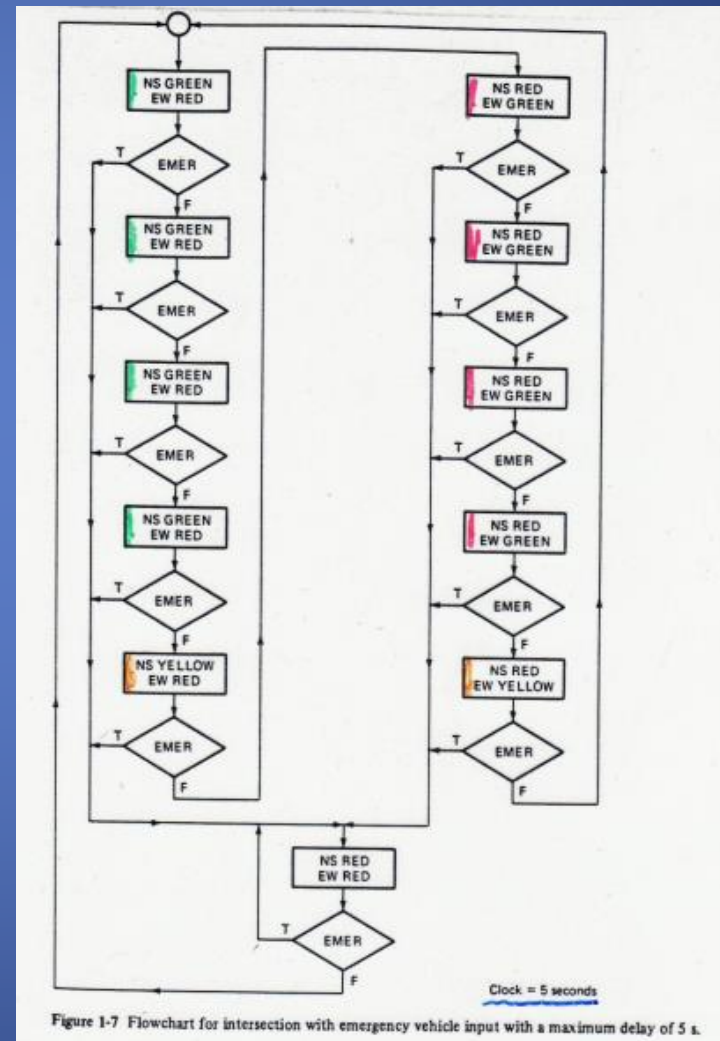 NS GREEN
EW RED
EMER
T
F
NS GREEN
EW RED
EMER
T
F
NS GREEN
EW RED
EMER
T
F
NS GREEN
EW RED
EMER
T
F
NS YELLOW
EW RED
EMER
T
F
NS RED
EW GREEN
EMER
T
F
NS RED
EW GREEN
EMER
T
F
NS RED
EW GREEN
EMER
T
F
NS RED
EW GREEN
EMER
T
F
NS RED
EW YELLOW
EMER
T
F
NS RED
EW RED
EMER
T
F
Clock = 5 seconds
Figure 1-7 Flowchart for intersection with emergency vehicle input with a maximum delay of 5 s.